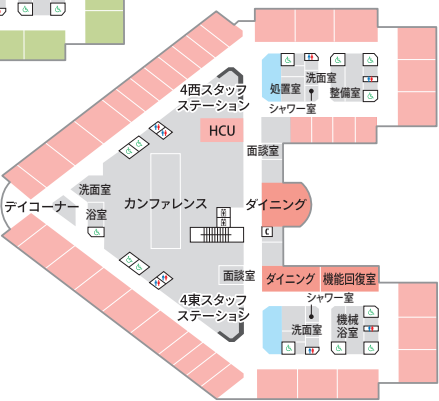 4西スタッフ
ステーション
処置室
洗面室
整備室
シャワー室
HCU
面談室
洗面室
デイコーナー
浴室
カンファレンス
ダイニング
C
面談室
ダイニング
機能回復室
4東スタッフ
ステーション
シャワー室
洗面室
機械
浴室